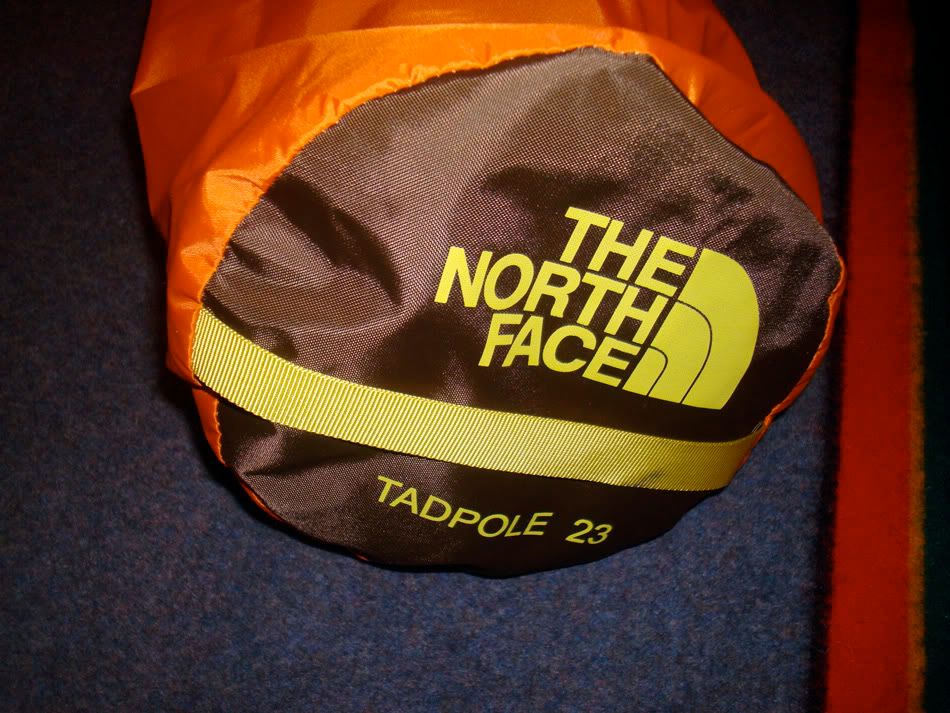 THE
NORTH
FACE
TADPOLE 23